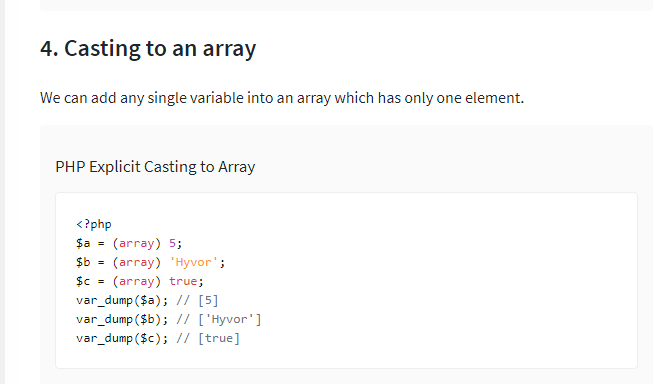 4. Casting to an array
We can add any single variable into an array which has only one element.
PHP Explicit Casting to Array
<?php
$a = (array) 5;
$b = (array) 'Hyvor';
$c = (array) true;
var_dump($a); // [5]
var_dump($b); // ['Hyvor']
var_dump($c); // [true]